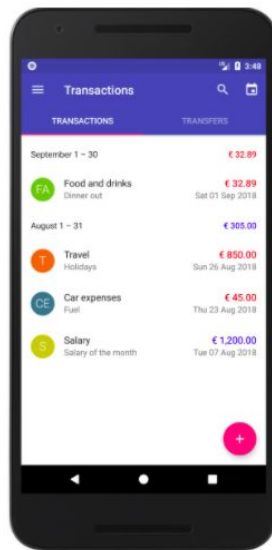 3:48
Transactions
TRANSACTIONS TRANSFERS
September 1 – 30 € 32.89
FA Food and drinks € 32.89
Dinner out Sat 01 Sep 2018
August 1 – 31 € 305.00
T Travel € 850.00
Holidays Sun 26 Aug 2018
CE Car expenses € 45.00
Fuel Thu 23 Aug 2018
S Salary € 1,200.00
Salary of the month Tue 07 Aug 2018